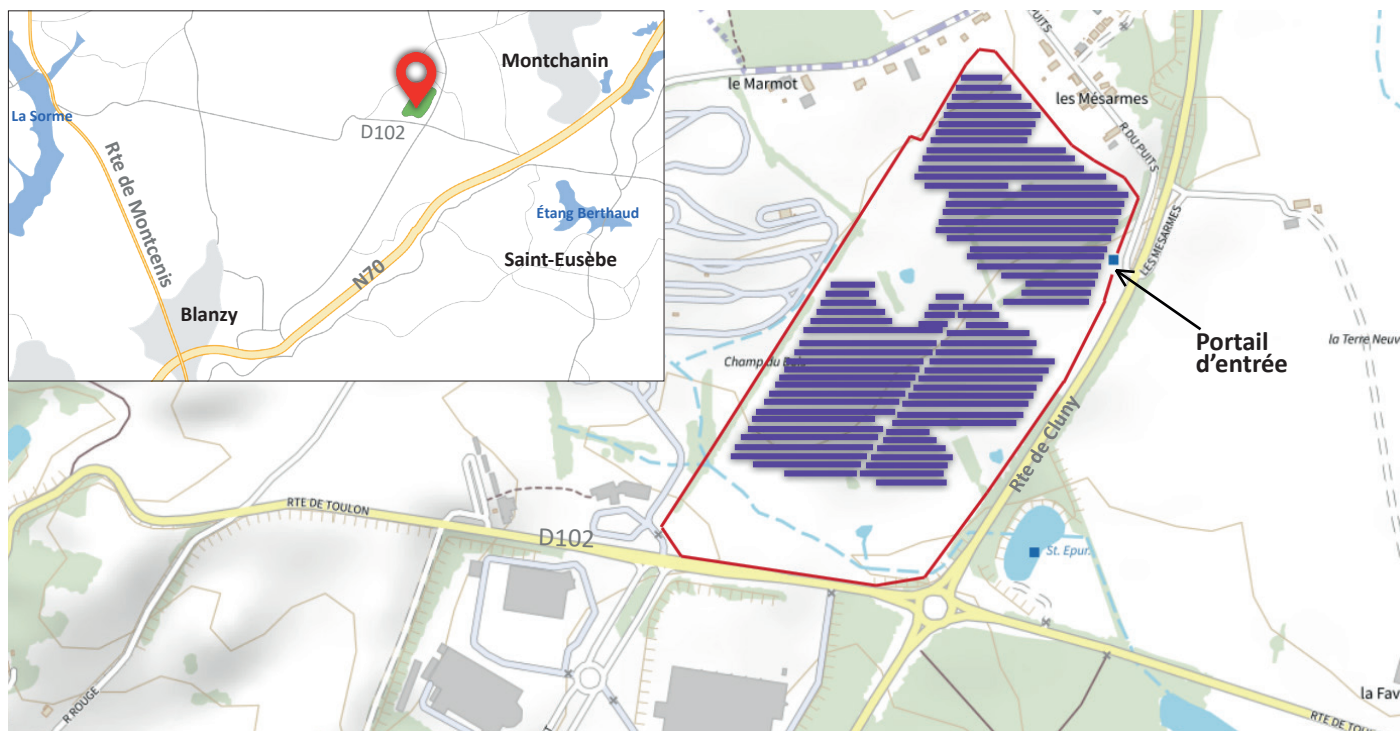 Montchanin
La Sorme
D102
Rte de Montcenis
Étang Berthaud
N70
Saint-Eusèbe
Blanzy
le Marmot
les Mésarmes
R DU PUITS
LES MÉSARMES
Portail
d'entrée
la Terre Neuv
Champ du Bois
Rte de Cluny
RTE DE TOULON
D102
St. Epur.
R ROUGE
la Fav
RTE DE TOU